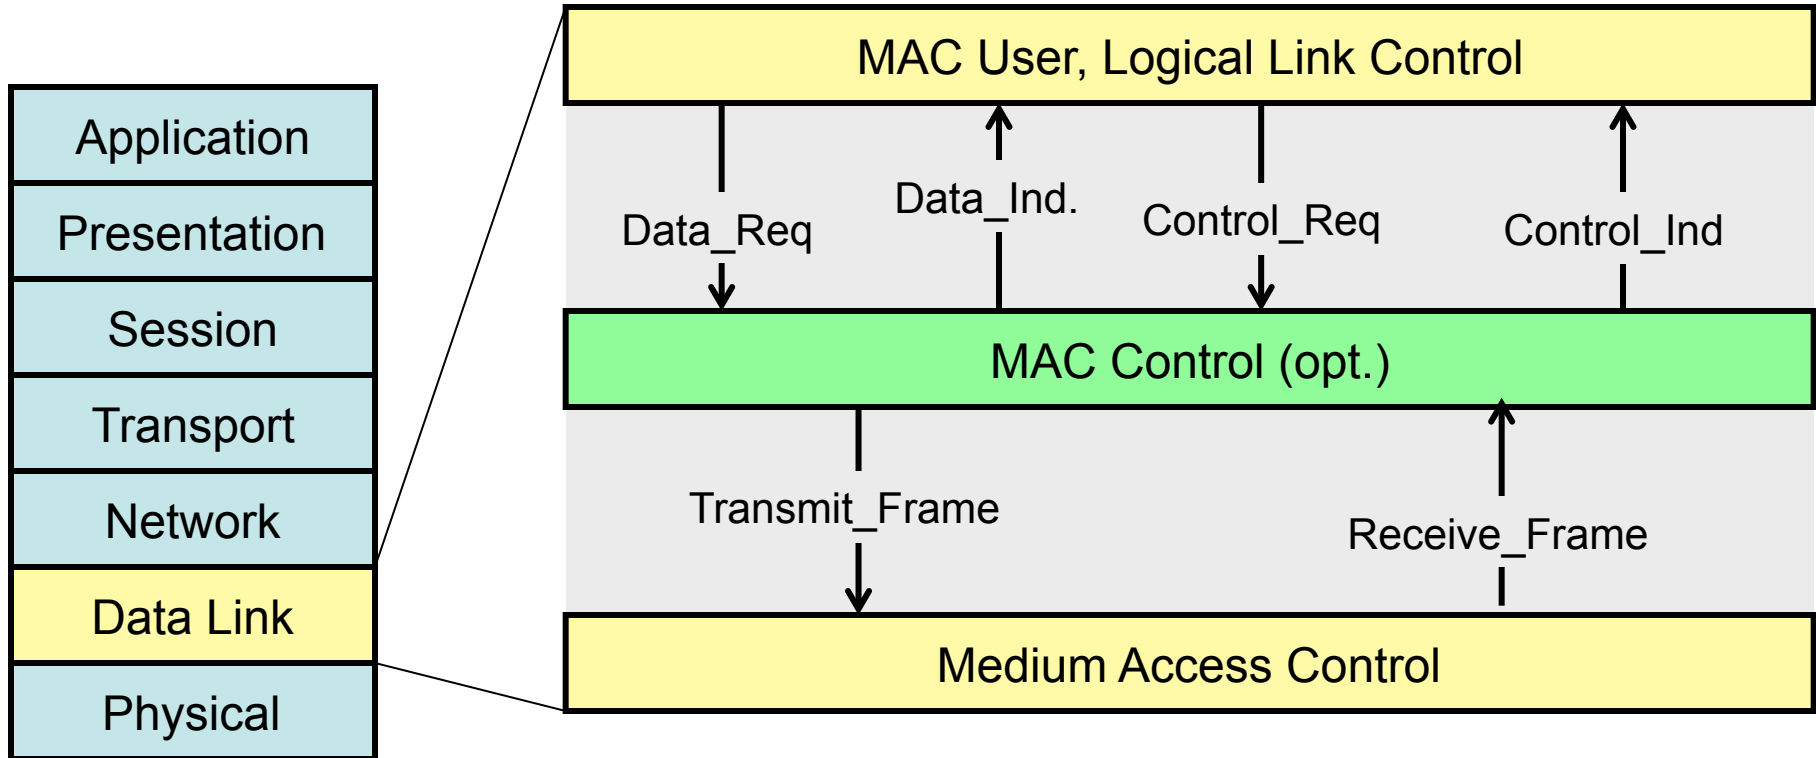 Application
Presentation
Session
Transport
Network
Data Link
Physical
MAC User, Logical Link Control
Data_Req
Data_Ind.
Control_Req
Control_Ind
MAC Control (opt.)
Transmit_Frame
Receive_Frame
Medium Access Control